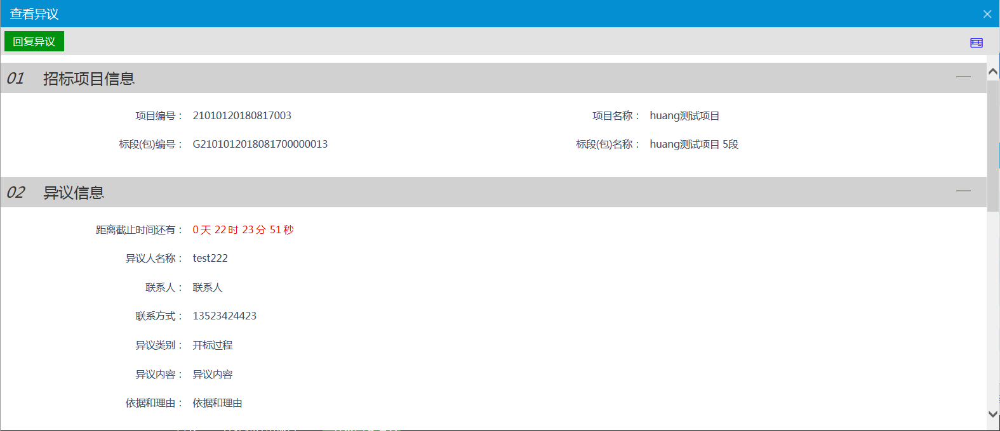 查看异议
回复异议
01 招标项目信息
项目编号： 21010120180817003 项目名称： huang测试项目
标段(包)编号： G2101012018081700000013 标段(包)名称： huang测试项目 5段
02 异议信息
距离截止时间还有： 0 天 22 时 23 分 51 秒
异议人名称： test222
联系人： 联系人
联系方式： 13523424423
异议类别： 开标过程
异议内容： 异议内容
依据和理由： 依据和理由